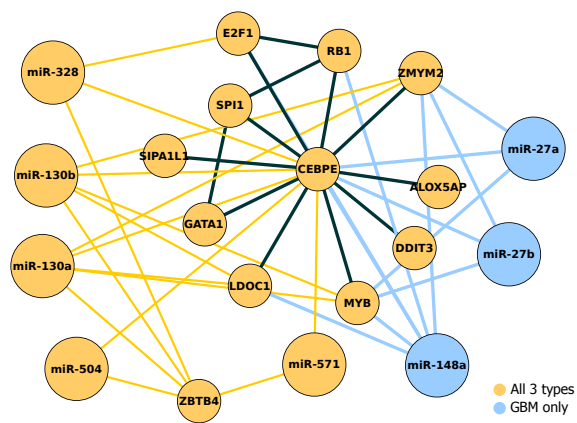 E2F1
RB1
miR-328
ZMYM2
SPI1
miR-27a
SIPA1L1
CEBPE
miR-130b
ALOX5AP
GATA1
DDIT3
miR-27b
miR-130a
LDOC1
MYB
miR-504
miR-571
miR-148a
ZBTB4
All 3 types
GBM only